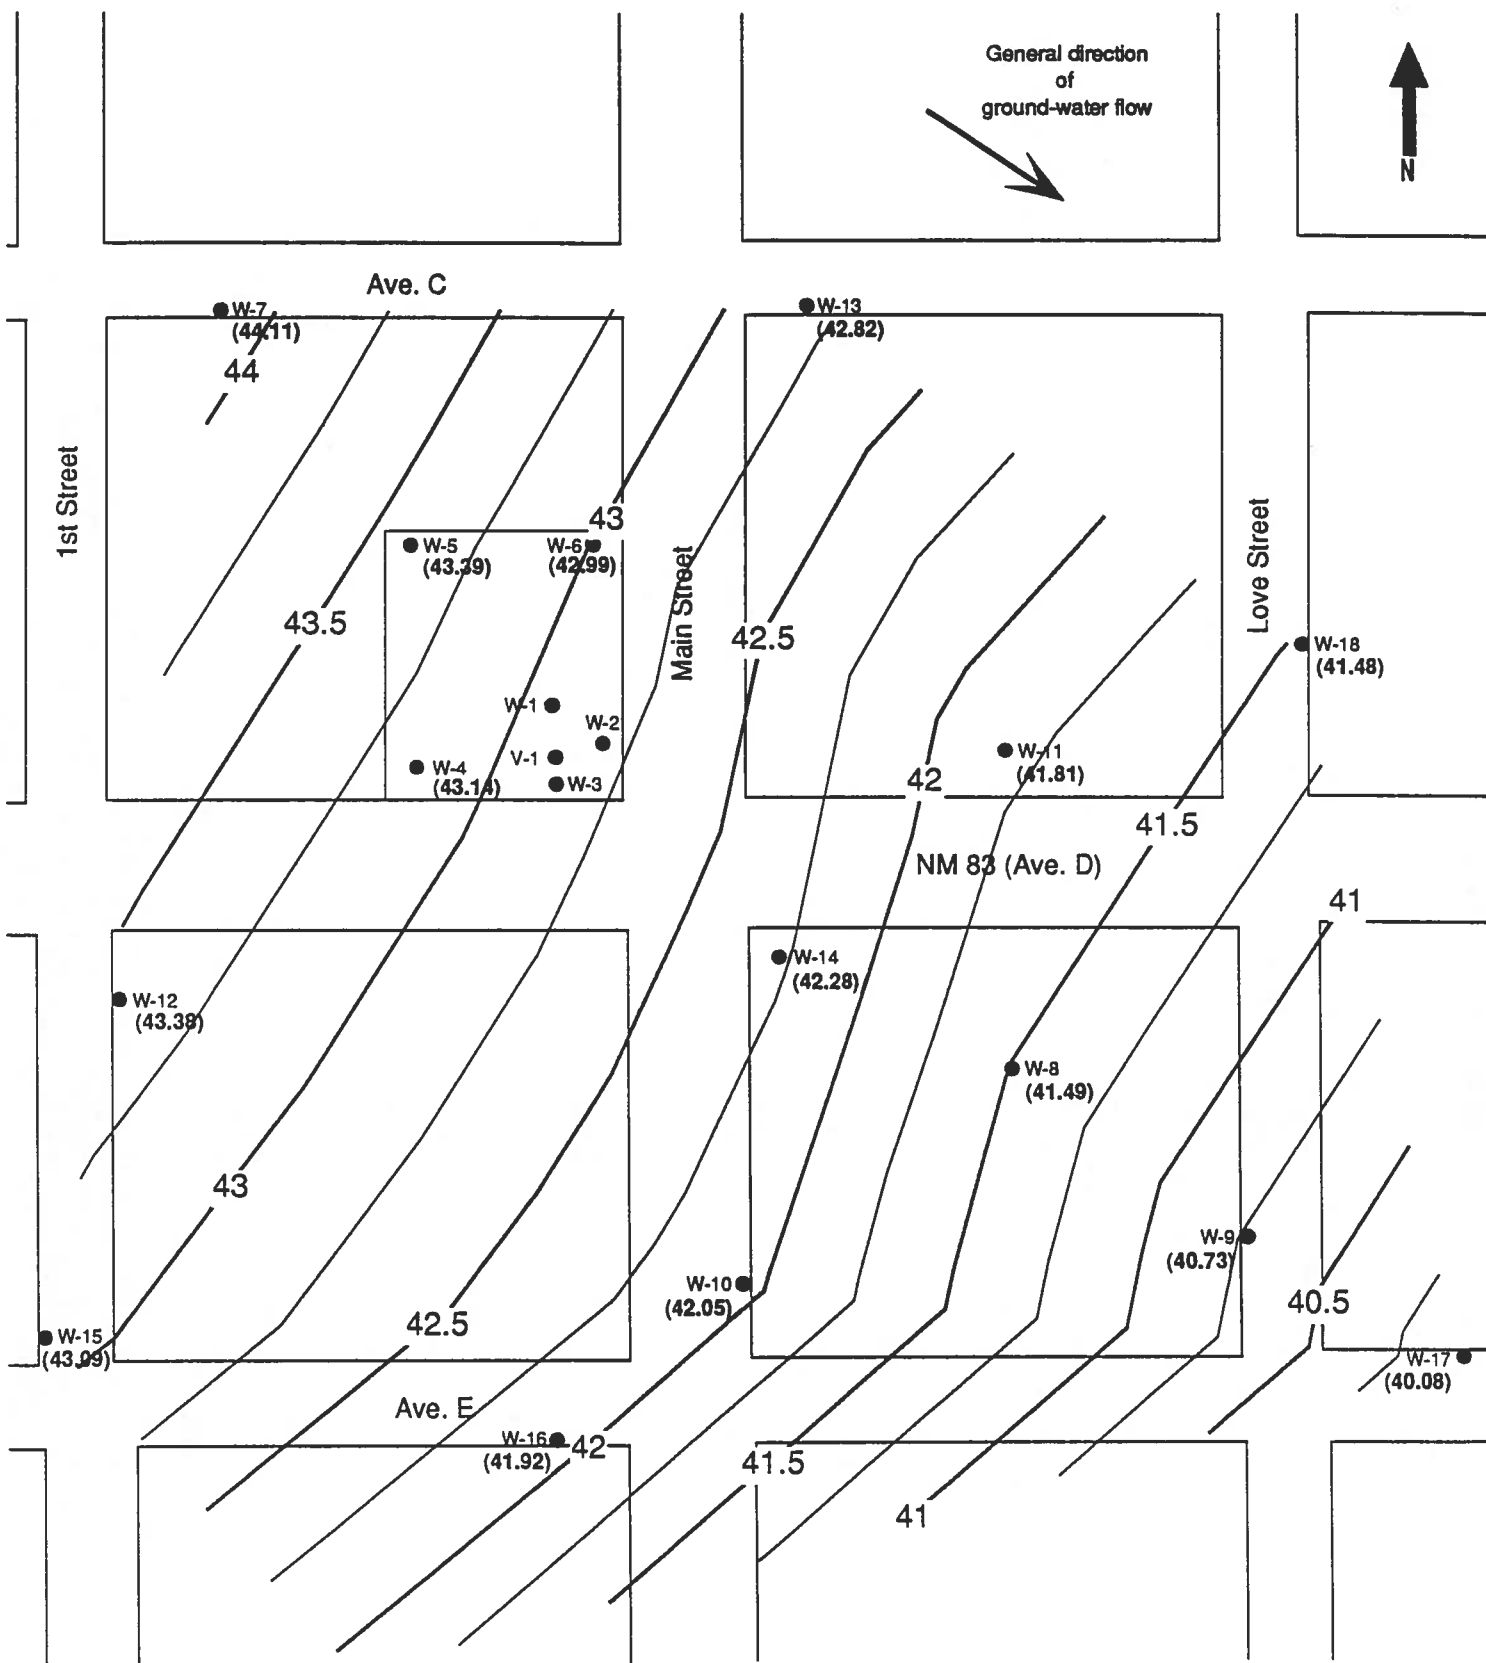 General direction
of
ground-water flow
N
Ave. C
W-7
(44.11)
W-13
(42.82)
44
1st Street
43
W-5
(43.39)
W-6
(42.99)
Main Street
Love Street
43.5
42.5
W-18
(41.48)
W-1
W-2
V-1
W-3
W-4
(43.14)
W-11
(41.81)
42
41.5
NM 83 (Ave. D)
41
W-14
(42.28)
W-12
(43.38)
W-8
(41.49)
43
W-9
(40.73)
W-10
(42.05)
40.5
42.5
W-15
(43.09)
W-17
(40.08)
Ave. E
W-16
(41.92)
42
41.5
41